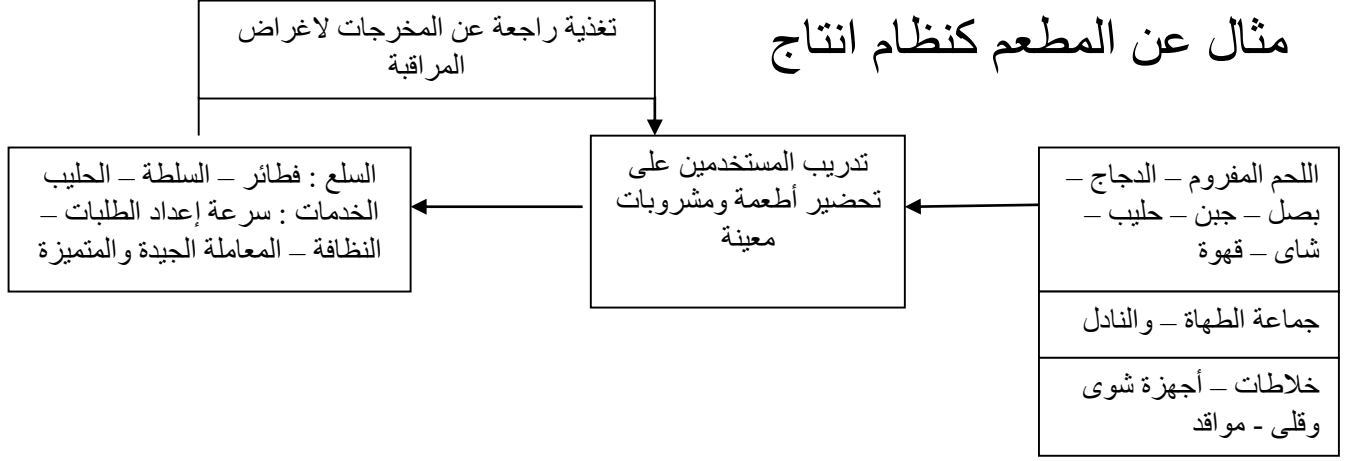 مثال عن المطعم كنظام انتاج
تغذية راجعة عن المخرجات لاغراض
المراقبة
اللحم المفروم – الدجاج –
بصل – جبن – حليب –
شاى – قهوة
جماعة الطهاة – والنادل
خلاطات – أجهزة شوى
وقلى - مواقد
تدريب المستخدمين على
تحضير أطعمة ومشروبات
معينة
السلع : فطائر – السلطة – الحليب
الخدمات : سرعة إعداد الطلبات –
النظافة – المعاملة الجيدة والمتميزة